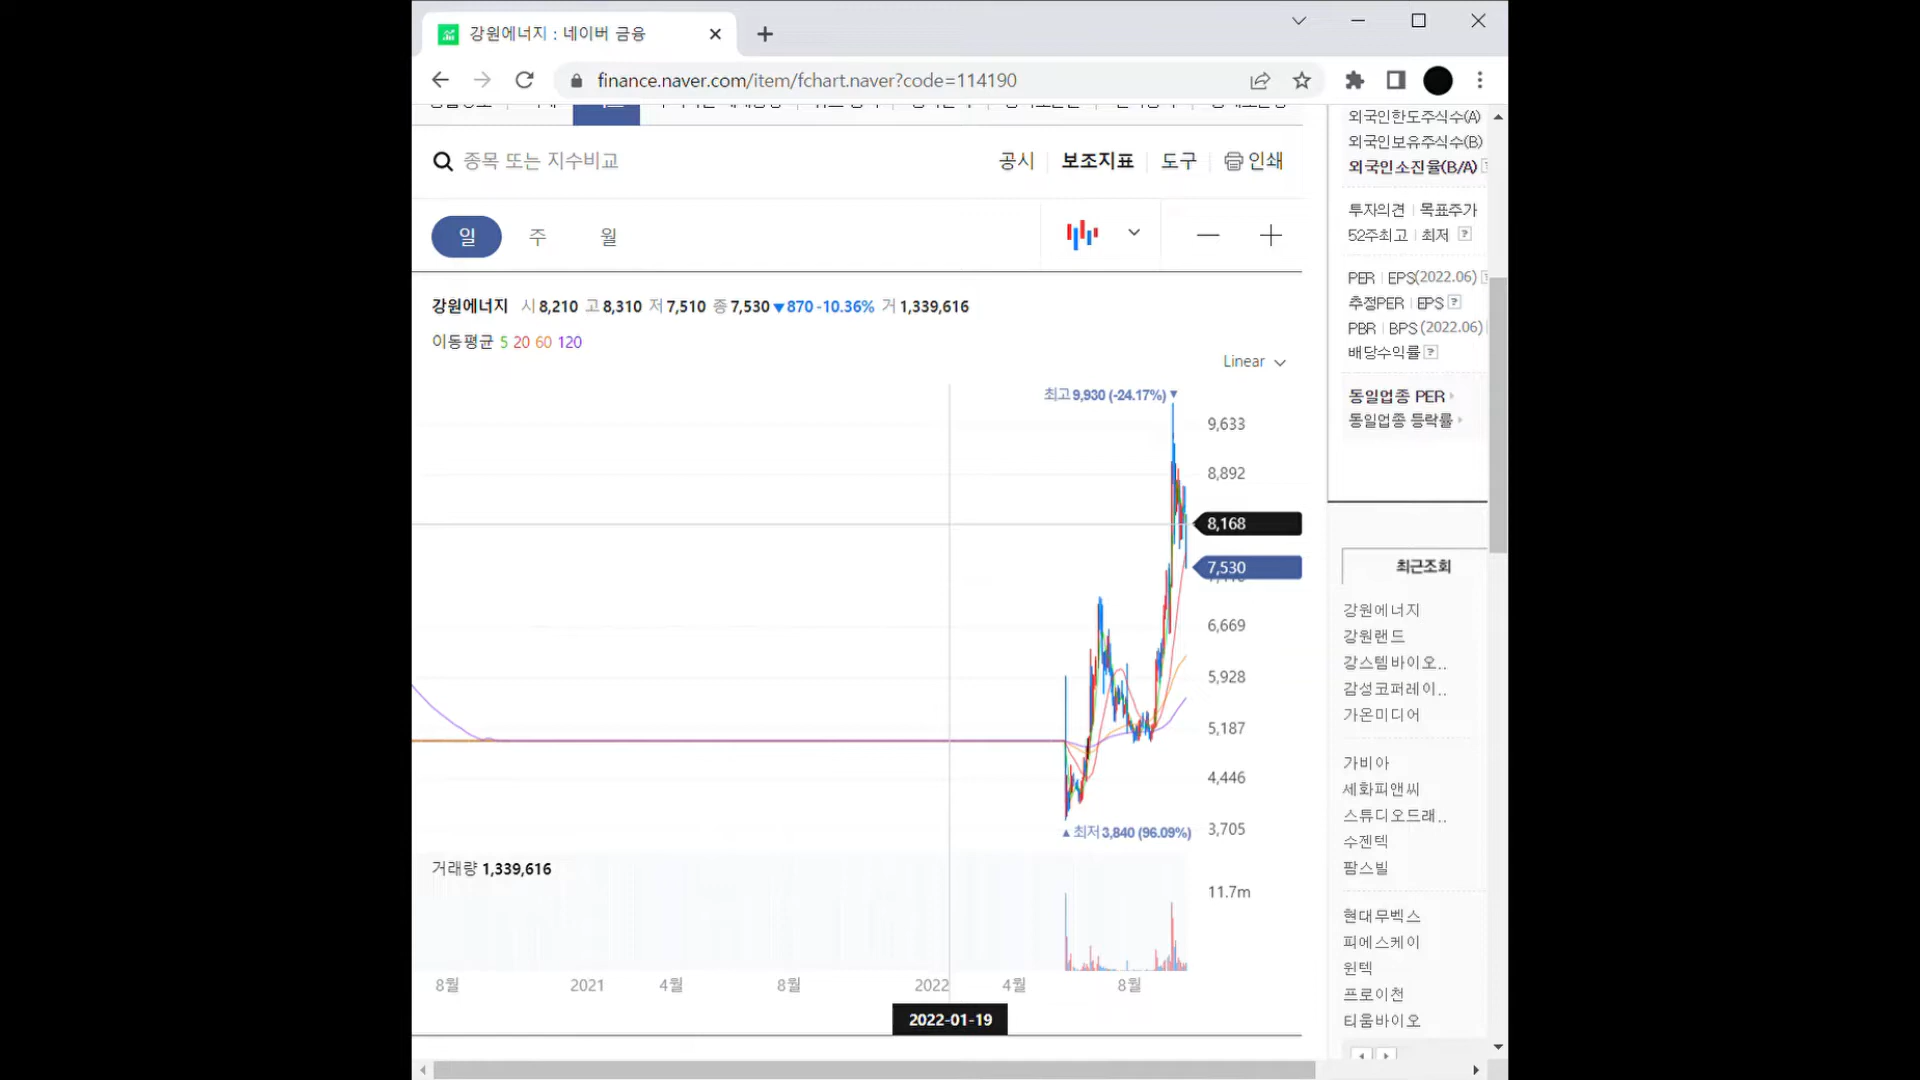 강원에너지 : 네이버 금융
finance.naver.com/item/fchart.naver?code=114190
종목 또는 지수비교
공시 보조지표 도구 인쇄
일 주 월
강원에너지 시 8,210 고 8,310 저 7,510 종 7,530 ▼870 -10.36% 거 1,339,616
이동평균 5 20 60 120
Linear
최고 9,930 (-24.17%) ▼
9,633
8,892
8,168
7,530
6,669
5,928
5,187
4,446
3,705
▲ 최저 3,840 (96.09%)
거래량 1,339,616
11.7m
8월 2021 4월 8월 2022 4월 8월
2022-01-19
외국인한도주식수(A)
외국인보유주식수(B)
외국인소진율(B/A) ?
투자의견 | 목표주가
52주최고 | 최저 ?
PER | EPS(2022.06) ?
추정PER | EPS ?
PBR | BPS (2022.06)
배당수익률 ?
동일업종 PER
동일업종 등락률
최근조회
강원에너지
강원랜드
강스템바이오..
감성코퍼레이..
가온미디어
가비아
세화피앤씨
스튜디오드래..
수젠텍
팜스빌
현대무벡스
피에스케이
윈텍
프로이천
티움바이오